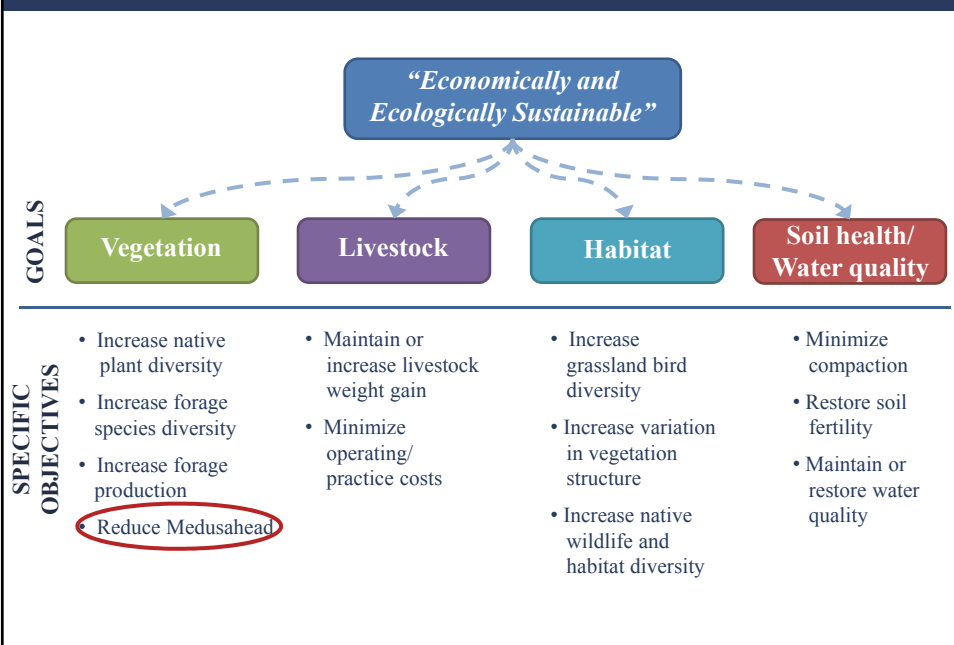 “Economically and
Ecologically Sustainable”
GOALS
Vegetation
Livestock
Habitat
Soil health/
Water quality
SPECIFIC
OBJECTIVES
• Increase native
plant diversity
• Increase forage
species diversity
• Increase forage
production
• Reduce Medusahead
• Maintain or
increase livestock
weight gain
• Minimize
operating/
practice costs
• Increase
grassland bird
diversity
• Increase variation
in vegetation
structure
• Increase native
wildlife and
habitat diversity
• Minimize
compaction
• Restore soil
fertility
• Maintain or
restore water
quality